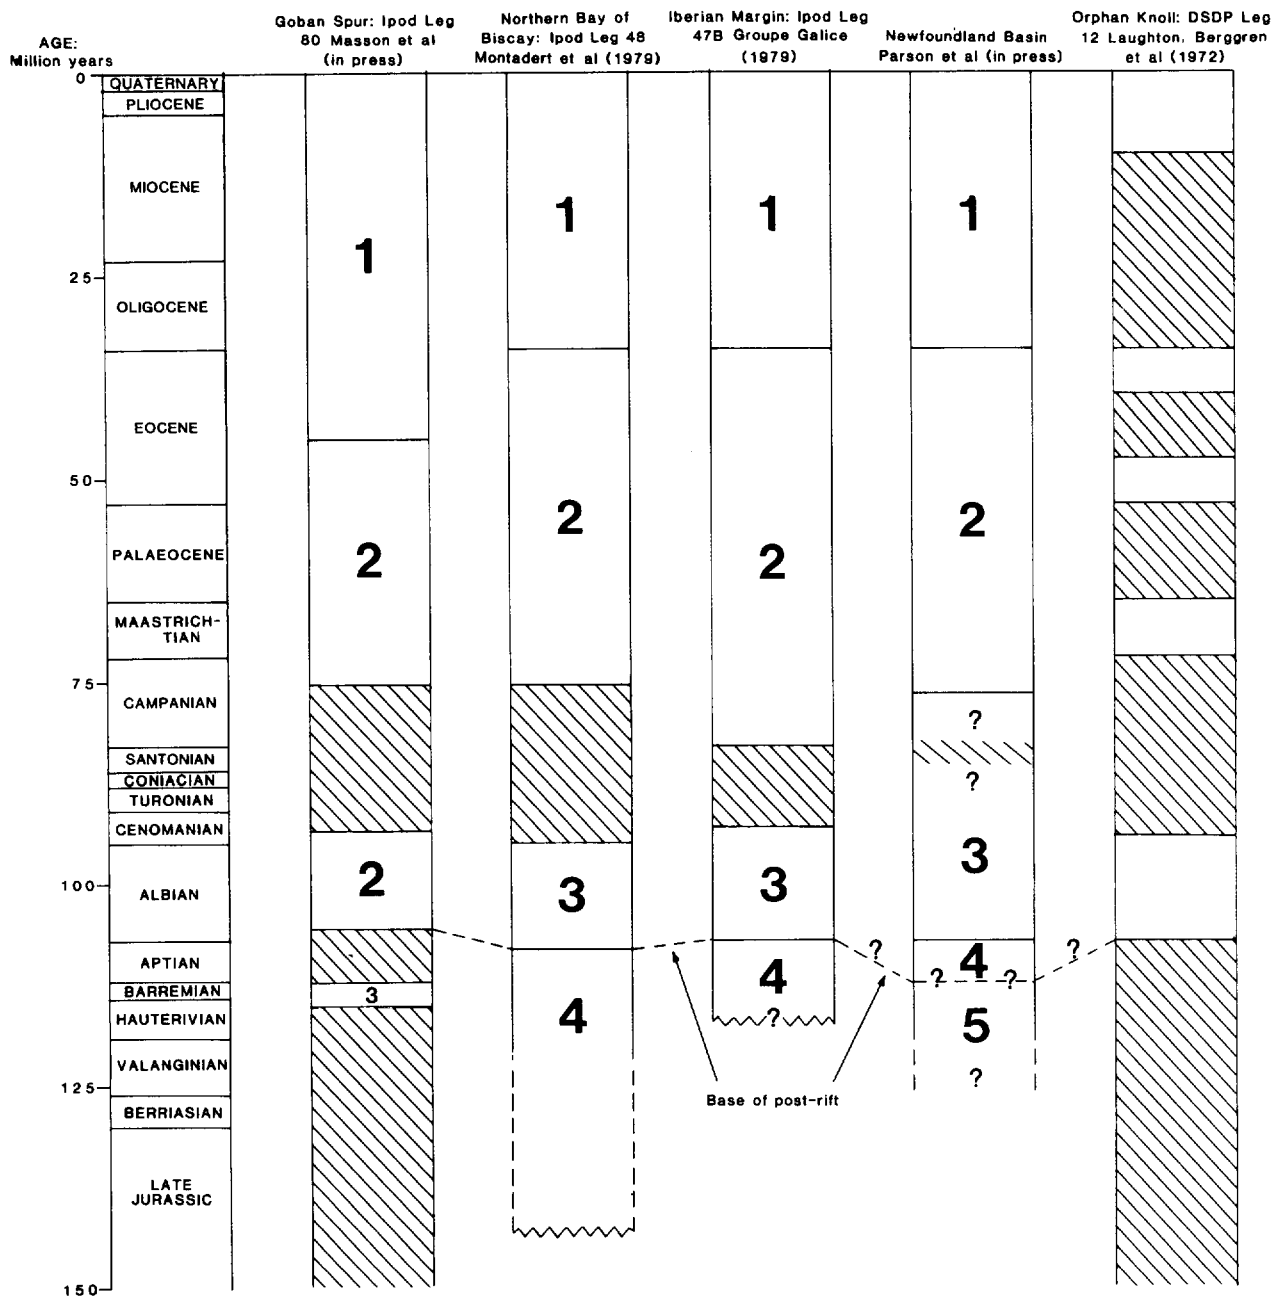 AGE:
Million years
Goban Spur: Ipod Leg
80 Masson et al
(in press)
Northern Bay of
Biscay: Ipod Leg 48
Montadert et al (1979)
Iberian Margin: Ipod Leg
47B Groupe Galice
(1979)
Newfoundland Basin
Parson et al (in press)
Orphan Knoll: DSDP Leg
12 Laughton, Berggren
et al (1972)
0
25
50
75
100
125
150
QUATERNARY
PLIOCENE
MIOCENE
OLIGOCENE
EOCENE
PALAEOCENE
MAASTRICH-
TIAN
CAMPANIAN
SANTONIAN
CONIACIAN
TURONIAN
CENOMANIAN
ALBIAN
APTIAN
BARREMIAN
HAUTERIVIAN
VALANGINIAN
BERRIASIAN
LATE
JURASSIC
1
2
2
3
1
2
3
4
1
2
3
4
?
?
1
2
?
?
3
4
? ?
5
?
?
Base of post-rift